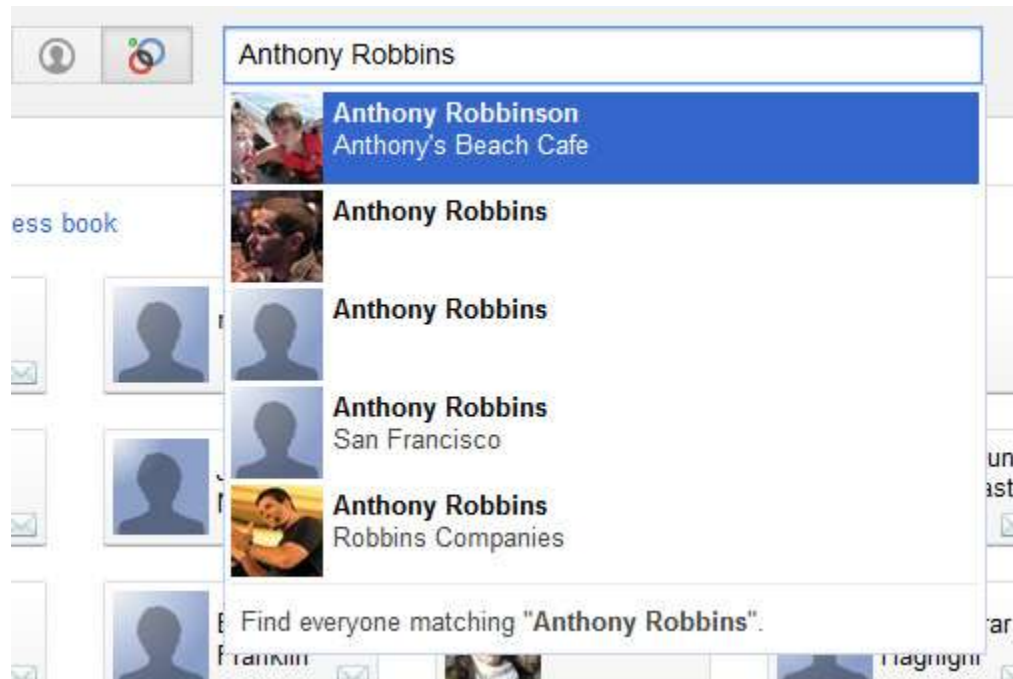 Anthony Robbins
Anthony Robbinson
Anthony's Beach Cafe
ess book
Anthony Robbins
Anthony Robbins
Anthony Robbins
San Francisco
Anthony Robbins
Robbins Companies
Find everyone matching "Anthony Robbins".
Franklin